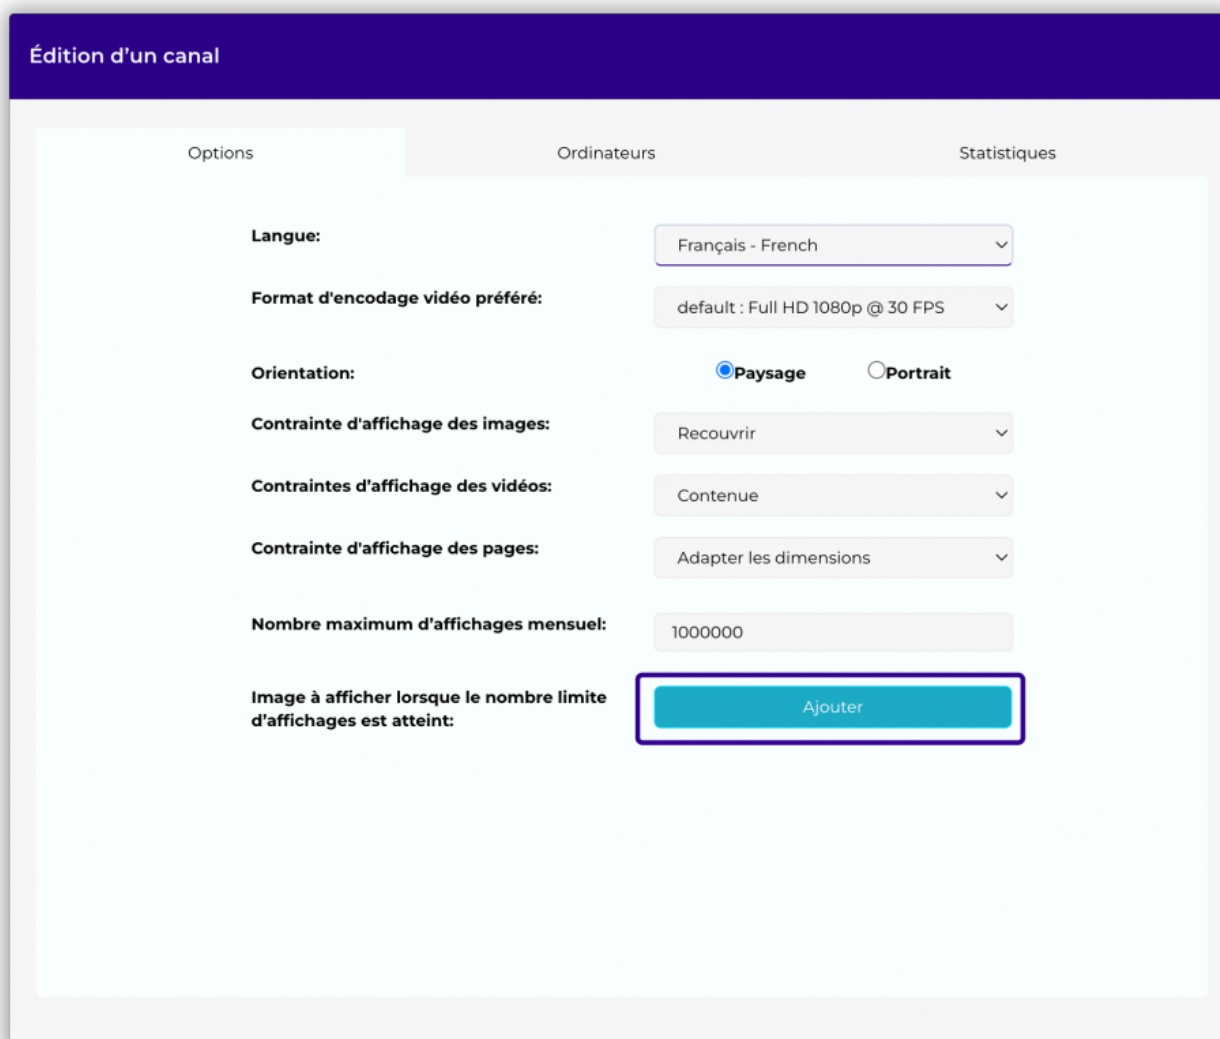 Édition d’un canal
Options
Ordinateurs
Statistiques
Langue:
Français - French
Format d'encodage vidéo préféré:
default : Full HD 1080p @ 30 FPS
Orientation:
Paysage
Portrait
Contrainte d'affichage des images:
Recouvrir
Contraintes d’affichage des vidéos:
Contenue
Contrainte d'affichage des pages:
Adapter les dimensions
Nombre maximum d’affichages mensuel:
1000000
Image à afficher lorsque le nombre limite
d’affichages est atteint:
Ajouter